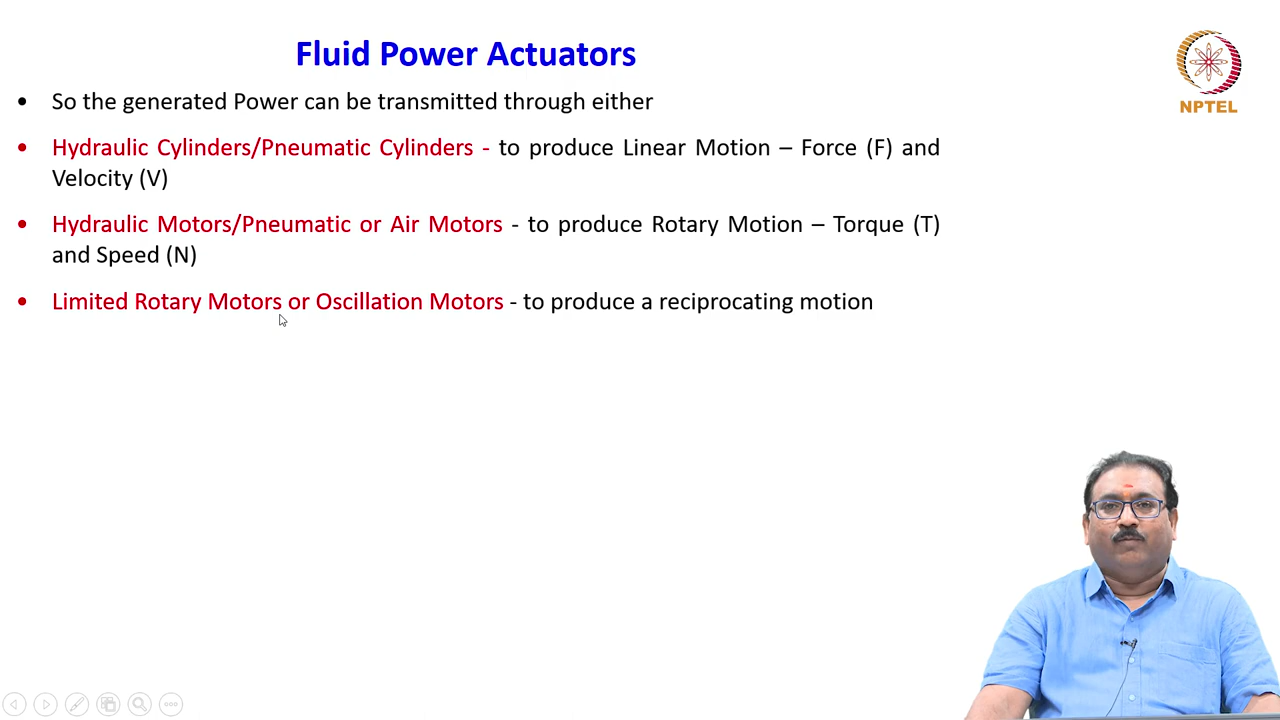 Fluid Power Actuators
NPTEL
• So the generated Power can be transmitted through either
• Hydraulic Cylinders/Pneumatic Cylinders - to produce Linear Motion – Force (F) and
Velocity (V)
• Hydraulic Motors/Pneumatic or Air Motors - to produce Rotary Motion – Torque (T)
and Speed (N)
• Limited Rotary Motors or Oscillation Motors - to produce a reciprocating motion